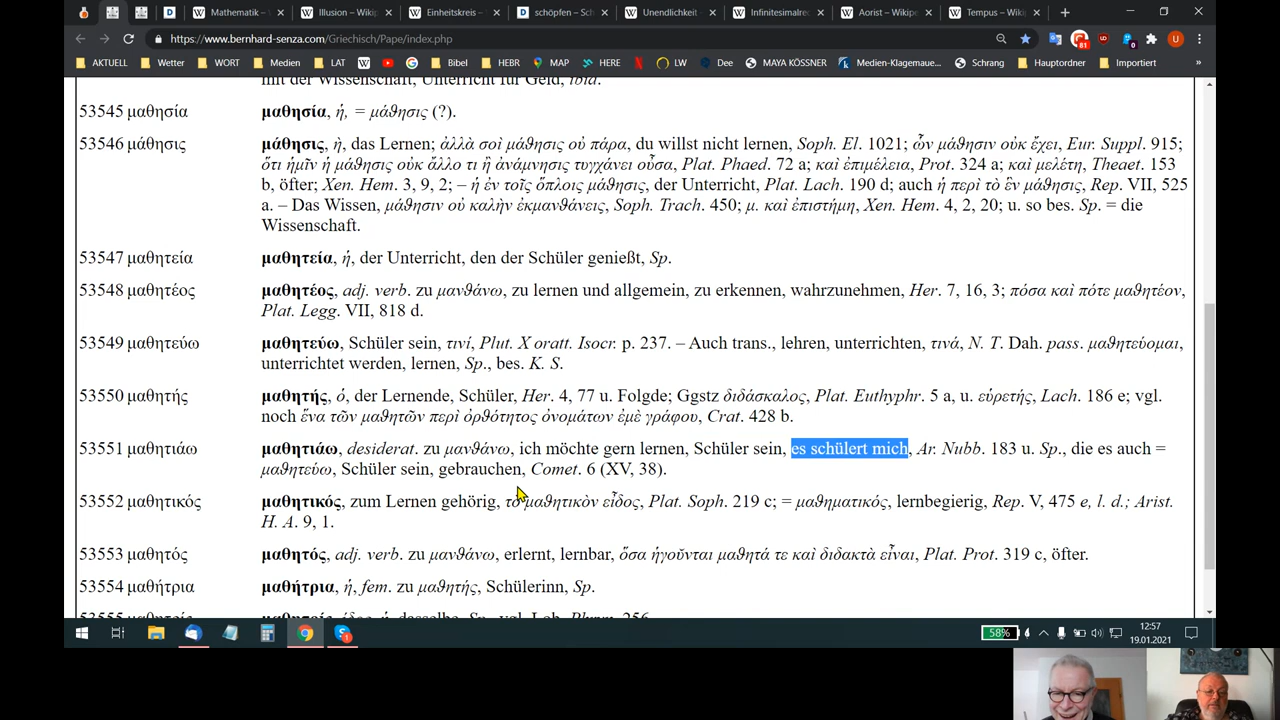 Mathematik – W
Illusion – Wikip
Einheitskreis –
schöpfen – Sc
Unendlichkeit –
Infinitesimalrec
Aorist – Wikipe
Tempus – Wiki
https://www.bernhard-senza.com/Griechisch/Pape/index.php
AKTUELL Wetter WORT Medien LAT Bibel HEBR MAP HERE LW Dee MAYA KÖSSNER Medien-Klagemaue... Schrang Hauptordner Importiert »
mit der Wissenschaft, Unterricht für Geld, ibid.
53545 μαθησία μαθησία, ἡ, = μάθησις (?).
53546 μάθησις μάθησις, ἡ, das Lernen; ἀλλὰ σοὶ μάθησις οὐ πάρα, du willst nicht lernen, Soph. El. 1021; ὧν μάθησιν οὐκ ἔχει, Eur. Suppl. 915;
ὅτι ἡμῖν ἡ μάθησις οὐκ ἄλλο τι ἢ ἀνάμνησις τυγχάνει οὖσα, Plat. Phaed. 72 a; καὶ ἐπιμέλεια, Prot. 324 a; καὶ μελέτη, Theaet. 153
b, öfter; Xen. Hem. 3, 9, 2; – ἡ ἐν τοῖς ὅπλοις μάθησις, der Unterricht, Plat. Lach. 190 d; auch ἡ περὶ τὸ ἓν μάθησις, Rep. VII, 525
a. – Das Wissen, μάθησιν οὐ καλὴν ἐκμανθάνεις, Soph. Trach. 450; μ. καὶ ἐπιστήμη, Xen. Hem. 4, 2, 20; u. so bes. Sp. = die
Wissenschaft.
53547 μαθητεία μαθητεία, ἡ, der Unterricht, den der Schüler genießt, Sp.
53548 μαθητέος μαθητέος, adj. verb. zu μανθάνω, zu lernen und allgemein, zu erkennen, wahrzunehmen, Her. 7, 16, 3; πόσα καὶ πότε μαθητέον,
Plat. Legg. VII, 818 d.
53549 μαθητεύω μαθητεύω, Schüler sein, τινί, Plut. X oratt. Isocr. p. 237. – Auch trans., lehren, unterrichten, τινά, N. T. Dah. pass. μαθητεύομαι,
unterrichtet werden, lernen, Sp., bes. K. S.
53550 μαθητής μαθητής, ὁ, der Lernende, Schüler, Her. 4, 77 u. Folgde; Ggstz διδάσκαλος, Plat. Euthyphr. 5 a, u. εὑρετής, Lach. 186 e; vgl.
noch ἕνα τῶν μαθητῶν περὶ ὀρθότητος ὀνομάτων ἐμὲ γράφου, Crat. 428 b.
53551 μαθητιάω μαθητιάω, desiderat. zu μανθάνω, ich möchte gern lernen, Schüler sein, es schülert mich, Ar. Nubb. 183 u. Sp., die es auch =
μαθητεύω, Schüler sein, gebrauchen, Comet. 6 (XV, 38).
53552 μαθητικός μαθητικός, zum Lernen gehörig, τὸ μαθητικὸν εἶδος, Plat. Soph. 219 c; = μαθηματικός, lernbegierig, Rep. V, 475 e, l. d.; Arist.
H. A. 9, 1.
53553 μαθητός μαθητός, adj. verb. zu μανθάνω, erlernt, lernbar, ὅσα ἡγοῦνται μαθητά τε καὶ διδακτὰ εἶναι, Plat. Prot. 319 c, öfter.
53554 μαθήτρια μαθήτρια, ἡ, fem. zu μαθητής, Schülerinn, Sp.
58%
12:57
19.01.2021